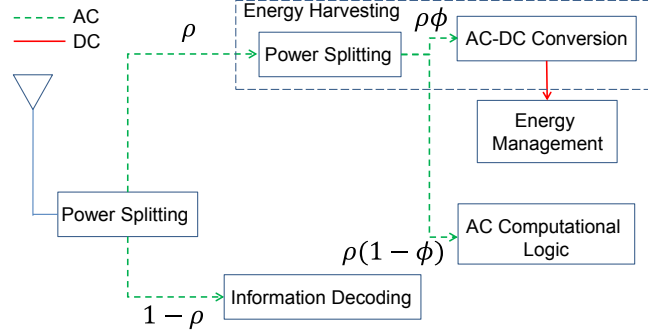 AC
DC
Energy Harvesting
ρ
Power Splitting
ρϕ
AC-DC Conversion
Energy
Management
Power Splitting
ρ(1 − ϕ)
AC Computational
Logic
1 − ρ
Information Decoding